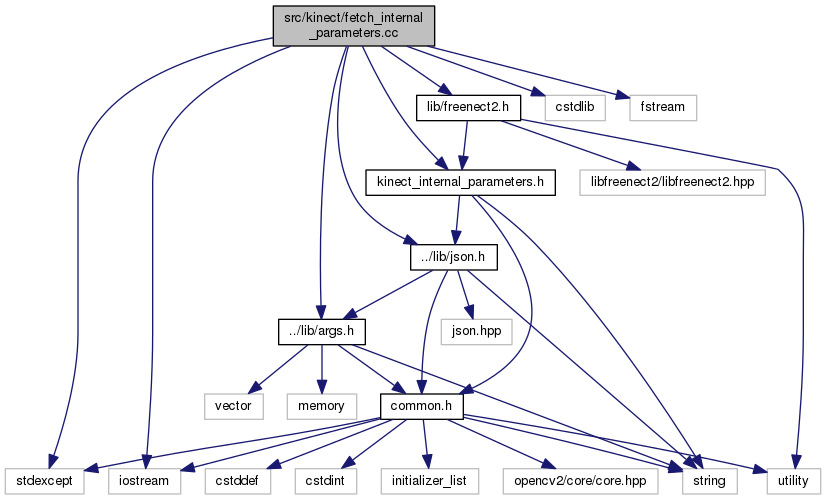 src/kinect/fetch_internal
_parameters.cc
lib/freenect2.h
cstdlib
fstream
kinect_internal_parameters.h
libfreenect2/libfreenect2.hpp
../lib/json.h
../lib/args.h
json.hpp
vector
memory
common.h
stdexcept
iostream
cstddef
cstdint
initializer_list
opencv2/core/core.hpp
string
utility